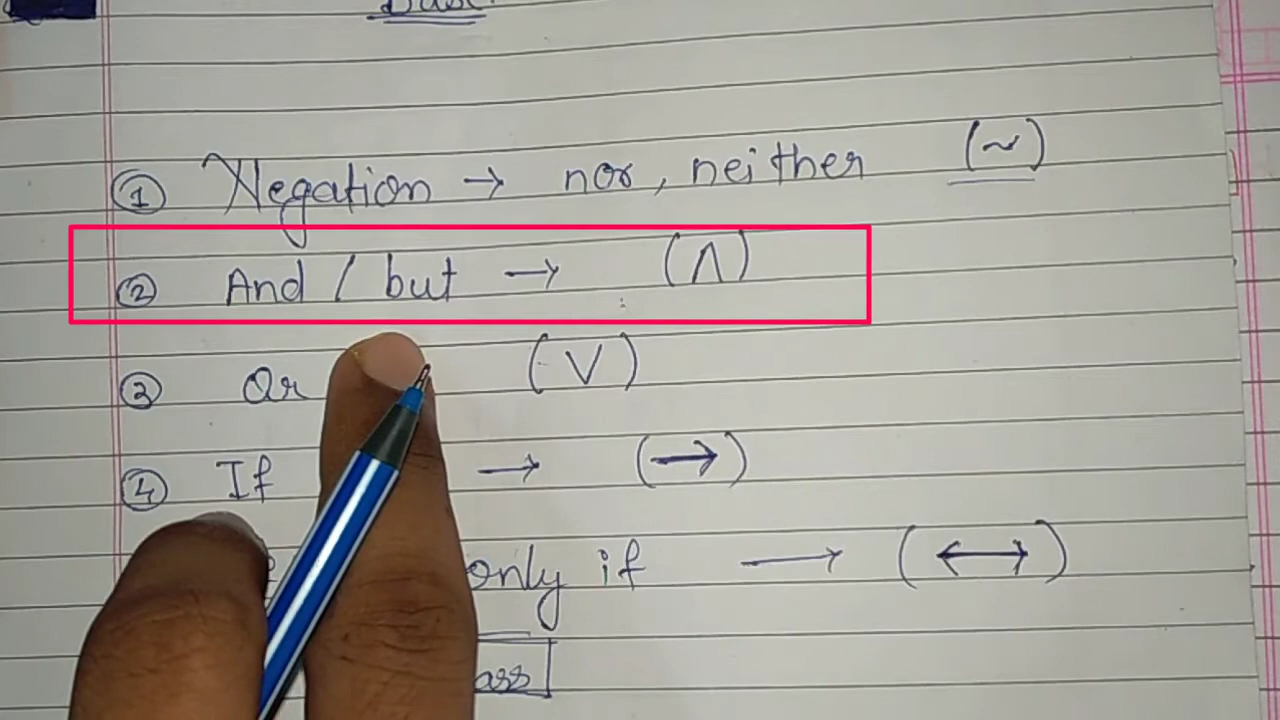 ① Negation → nor, neither (~)
② And / but → (∧)
③ Or (∨)
④ If → (→)
only if → (↔)